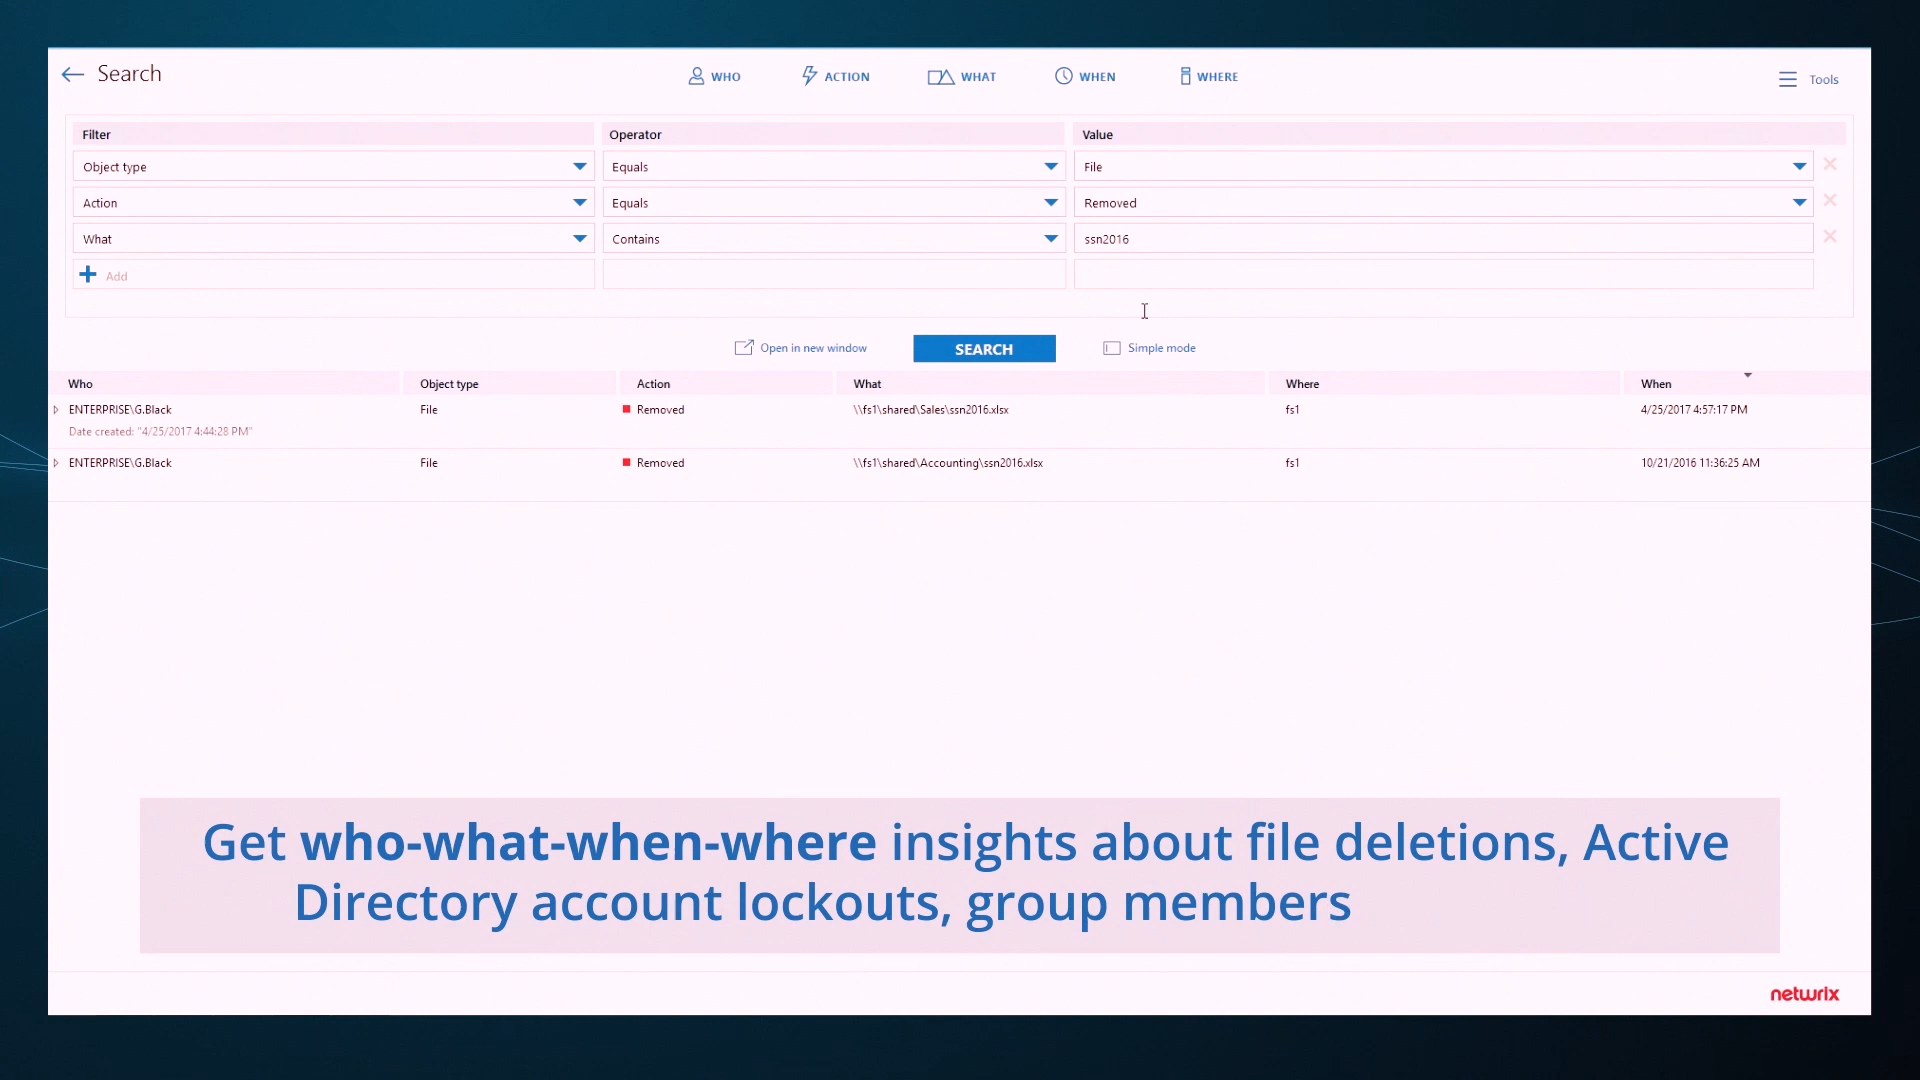 Search
WHO ACTION WHAT WHEN WHERE
Tools
Filter Operator Value
Object type Equals File
Action Equals Removed
What Contains ssn2016
Add
Open in new window SEARCH Simple mode
Who Object type Action What Where When
ENTERPRISE\G.Black File Removed \\fs1\shared\Sales\ssn2016.xlsx fs1 4/25/2017 4:57:17 PM
Date created: "4/25/2017 4:44:28 PM"
ENTERPRISE\G.Black File Removed \\fs1\shared\Accounting\ssn2016.xlsx fs1 10/21/2016 11:36:25 AM
Get who-what-when-where insights about file deletions, Active
Directory account lockouts, group members
netwrix